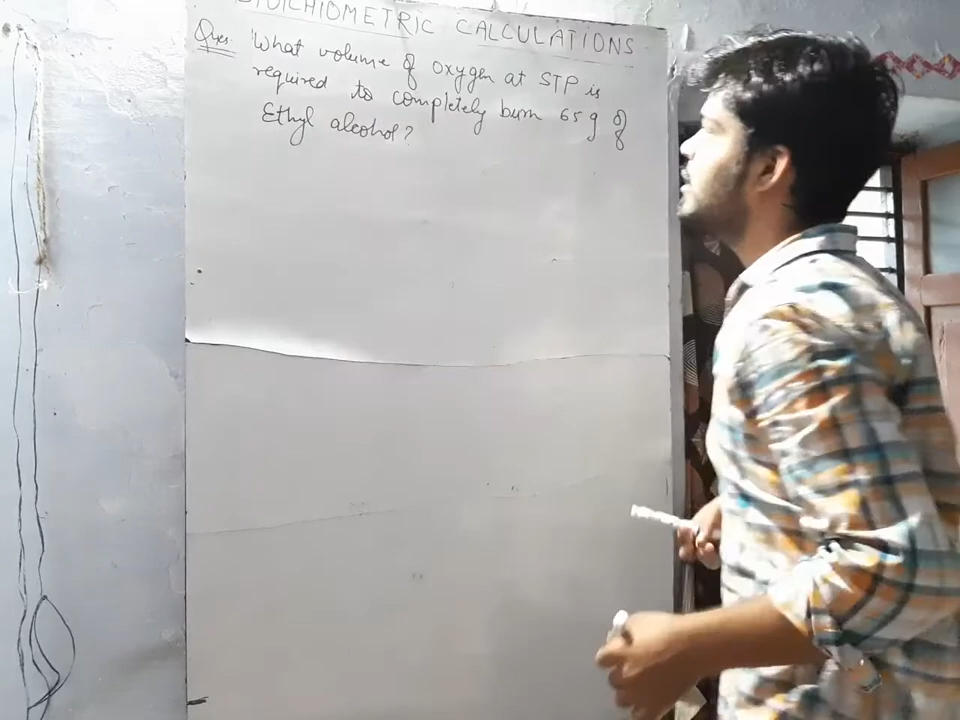 STOICHIOMETRIC CALCULATIONS
Ques. What volume of oxygen at STP is
required to completely burn 65 g of
Ethyl alcohol?